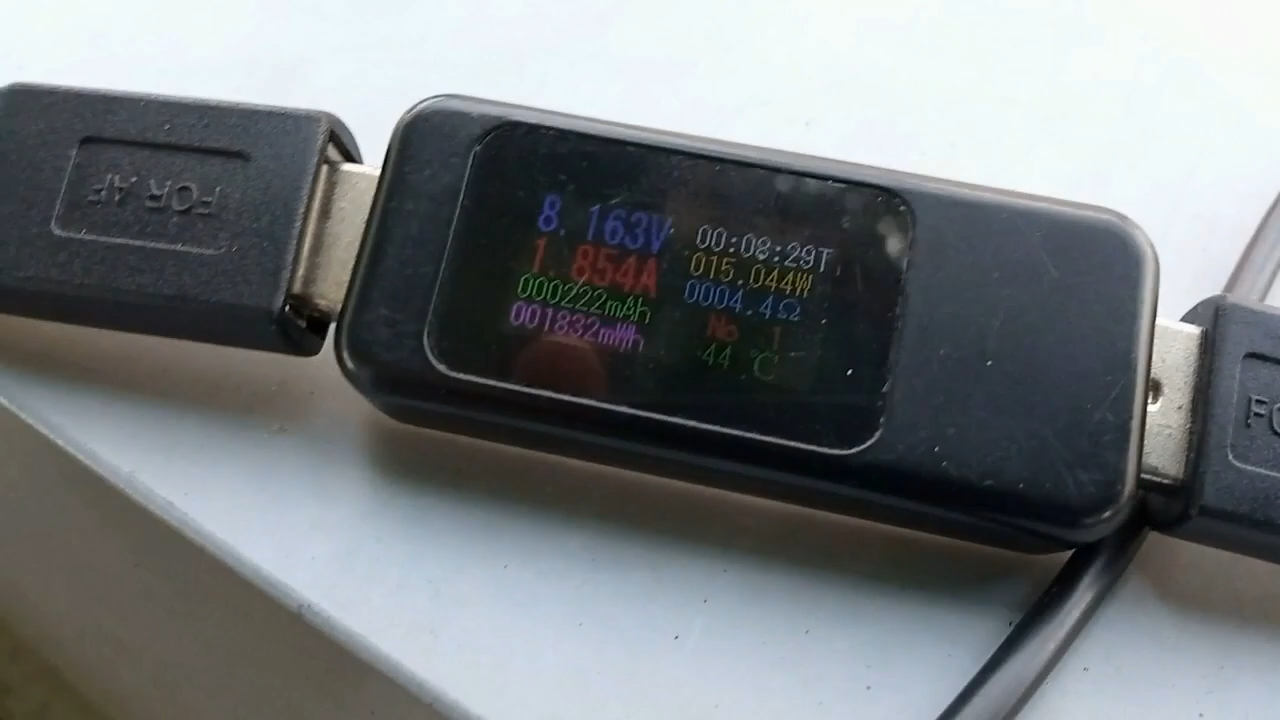 FOR AF
8.163V
1.854A
000222mAh
001832mWh
00:08:29T
015.044W
0004.4Ω
No 1
44 ℃